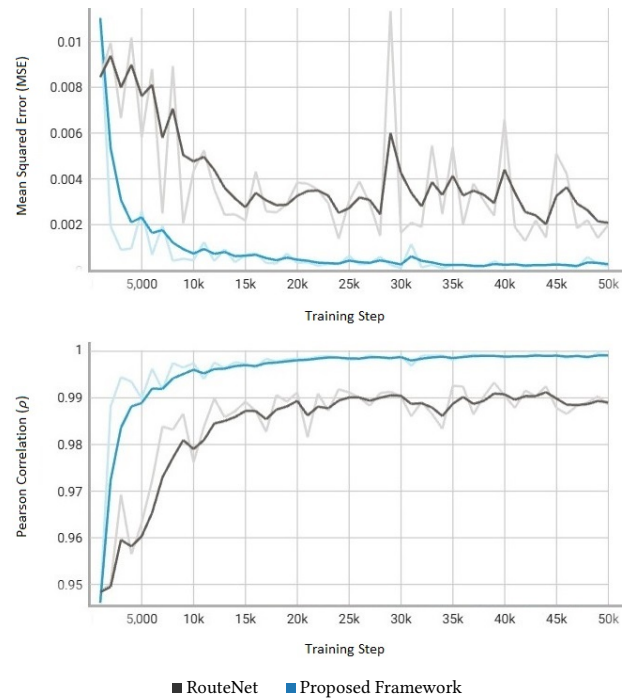 Mean Squared Error (MSE)
0.01
0.008
0.006
0.004
0.002
0
5,000 10k 15k 20k 25k 30k 35k 40k 45k 50k
Training Step
Pearson Correlation (ρ)
1
0.99
0.98
0.97
0.96
0.95
5,000 10k 15k 20k 25k 30k 35k 40k 45k 50k
Training Step
RouteNet Proposed Framework